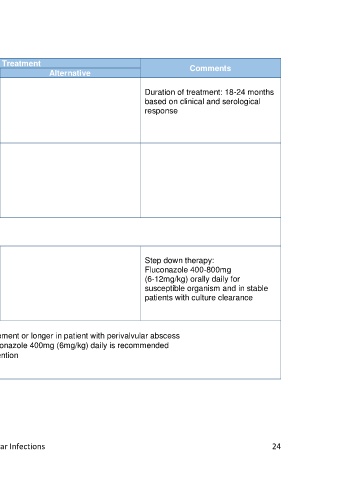 Treatment
Alternative
Comments
Duration of treatment: 18-24 months
based on clinical and serological
response
Step down therapy:
Fluconazole 400-800mg
(6-12mg/kg) orally daily for
susceptible organism and in stable
patients with culture clearance
ement or longer in patient with perivalvular abscess
onazole 400mg (6mg/kg) daily is recommended
ention
ar Infections
24